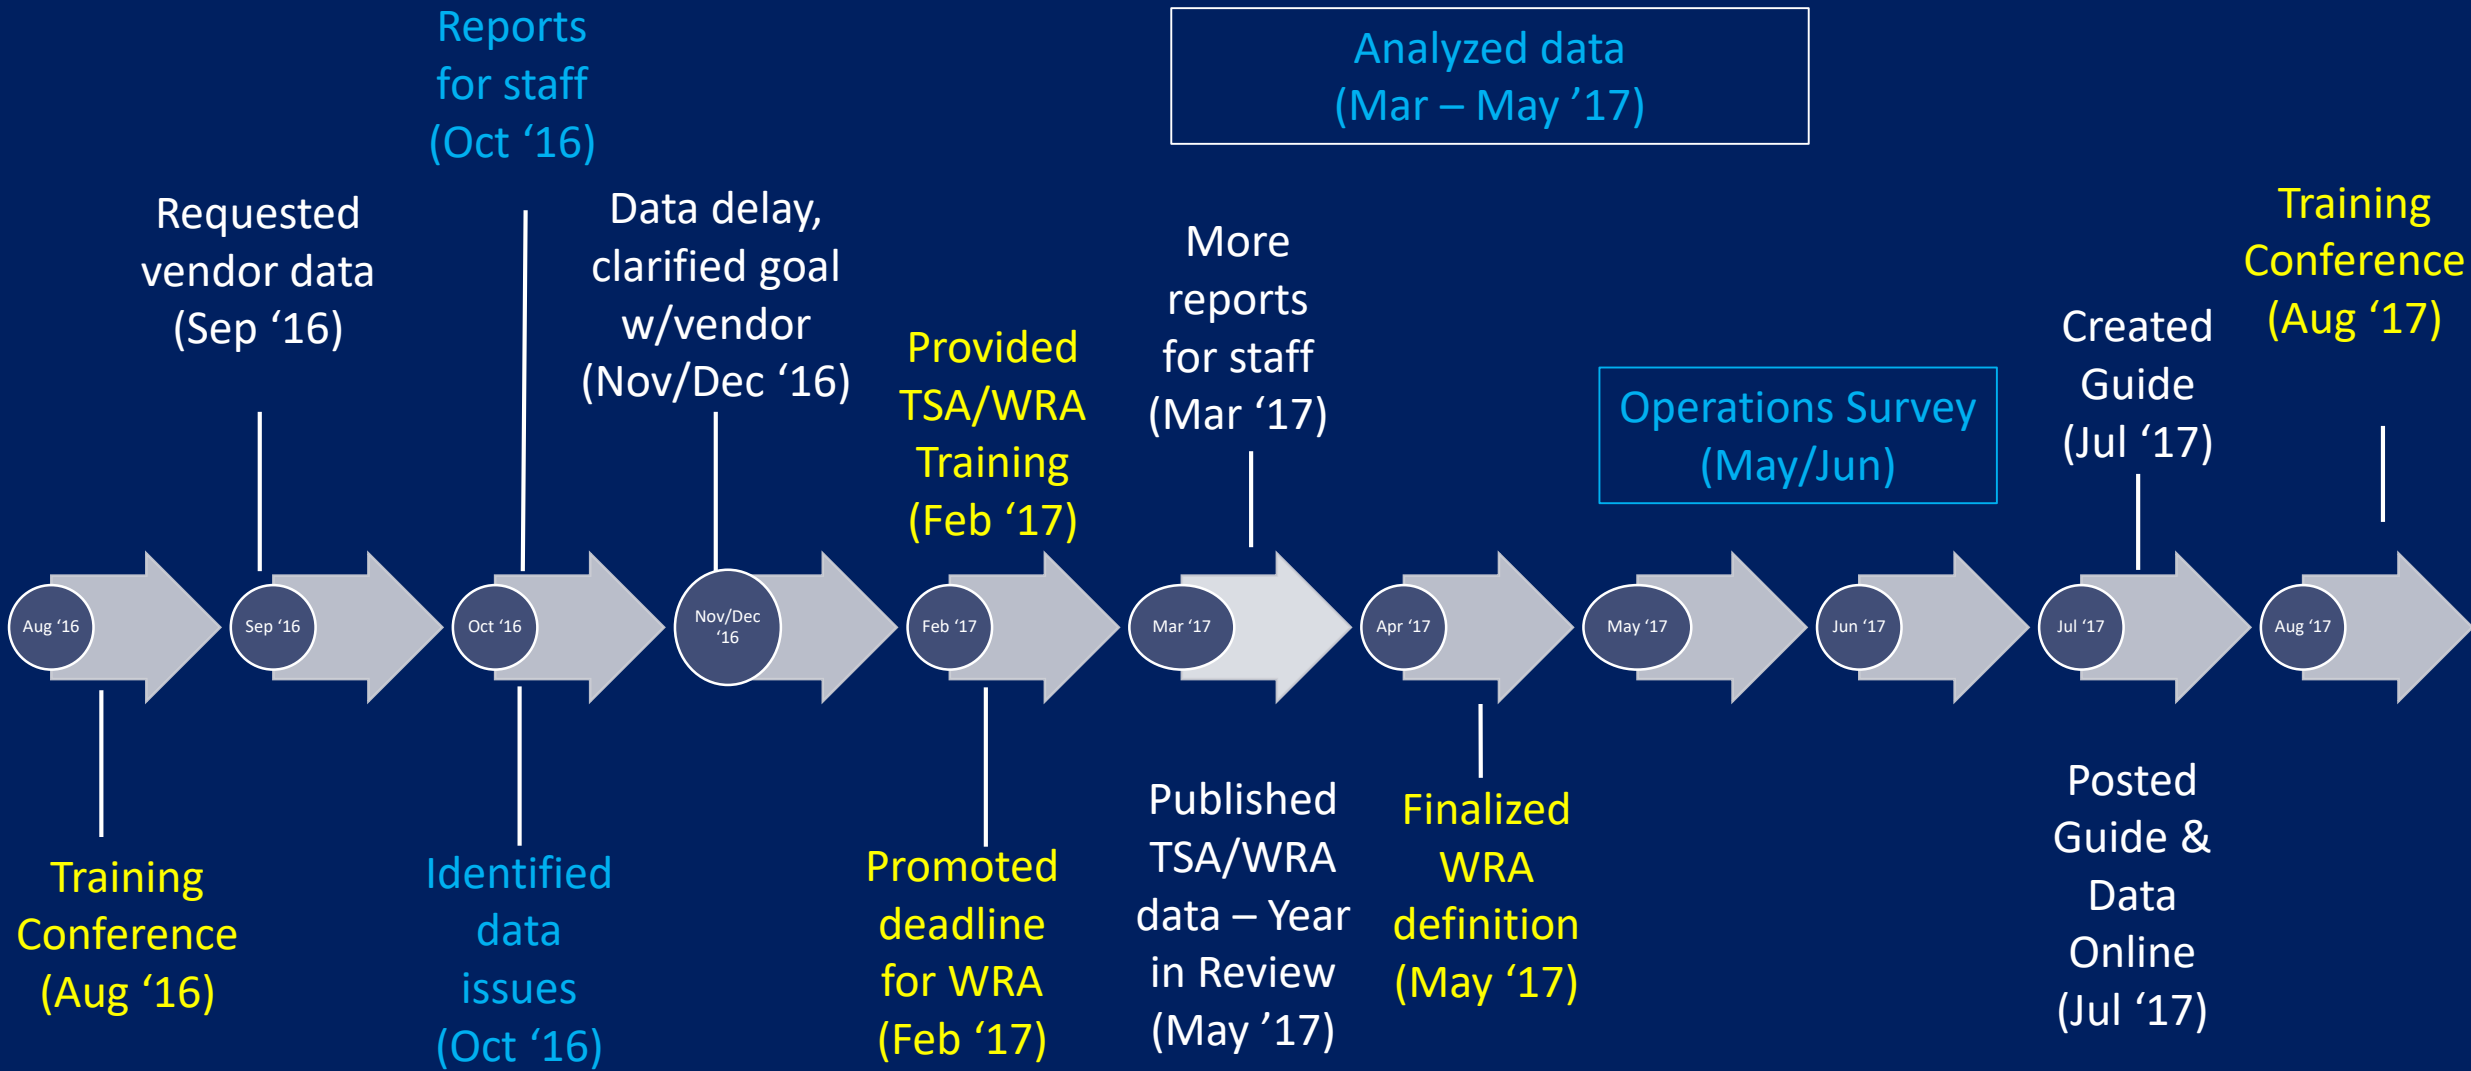 Reports
for staff
(Oct ‘16)
Analyzed data
(Mar – May ’17)
Requested
vendor data
(Sep ‘16)
Data delay,
clarified goal
w/vendor
(Nov/Dec ‘16)
Provided
TSA/WRA
Training
(Feb ‘17)
More
reports
for staff
(Mar ‘17)
Operations Survey
(May/Jun)
Created
Guide
(Jul ‘17)
Training
Conference
(Aug ‘17)
Aug ‘16
Sep ‘16
Oct ‘16
Nov/Dec
‘16
Feb ‘17
Mar ‘17
Apr ‘17
May ‘17
Jun ‘17
Jul ‘17
Aug ‘17
Training
Conference
(Aug ‘16)
Identified
data
issues
(Oct ‘16)
Promoted
deadline
for WRA
(Feb ‘17)
Published
TSA/WRA
data – Year
in Review
(May ’17)
Finalized
WRA
definition
(May ‘17)
Posted
Guide &
Data
Online
(Jul ‘17)